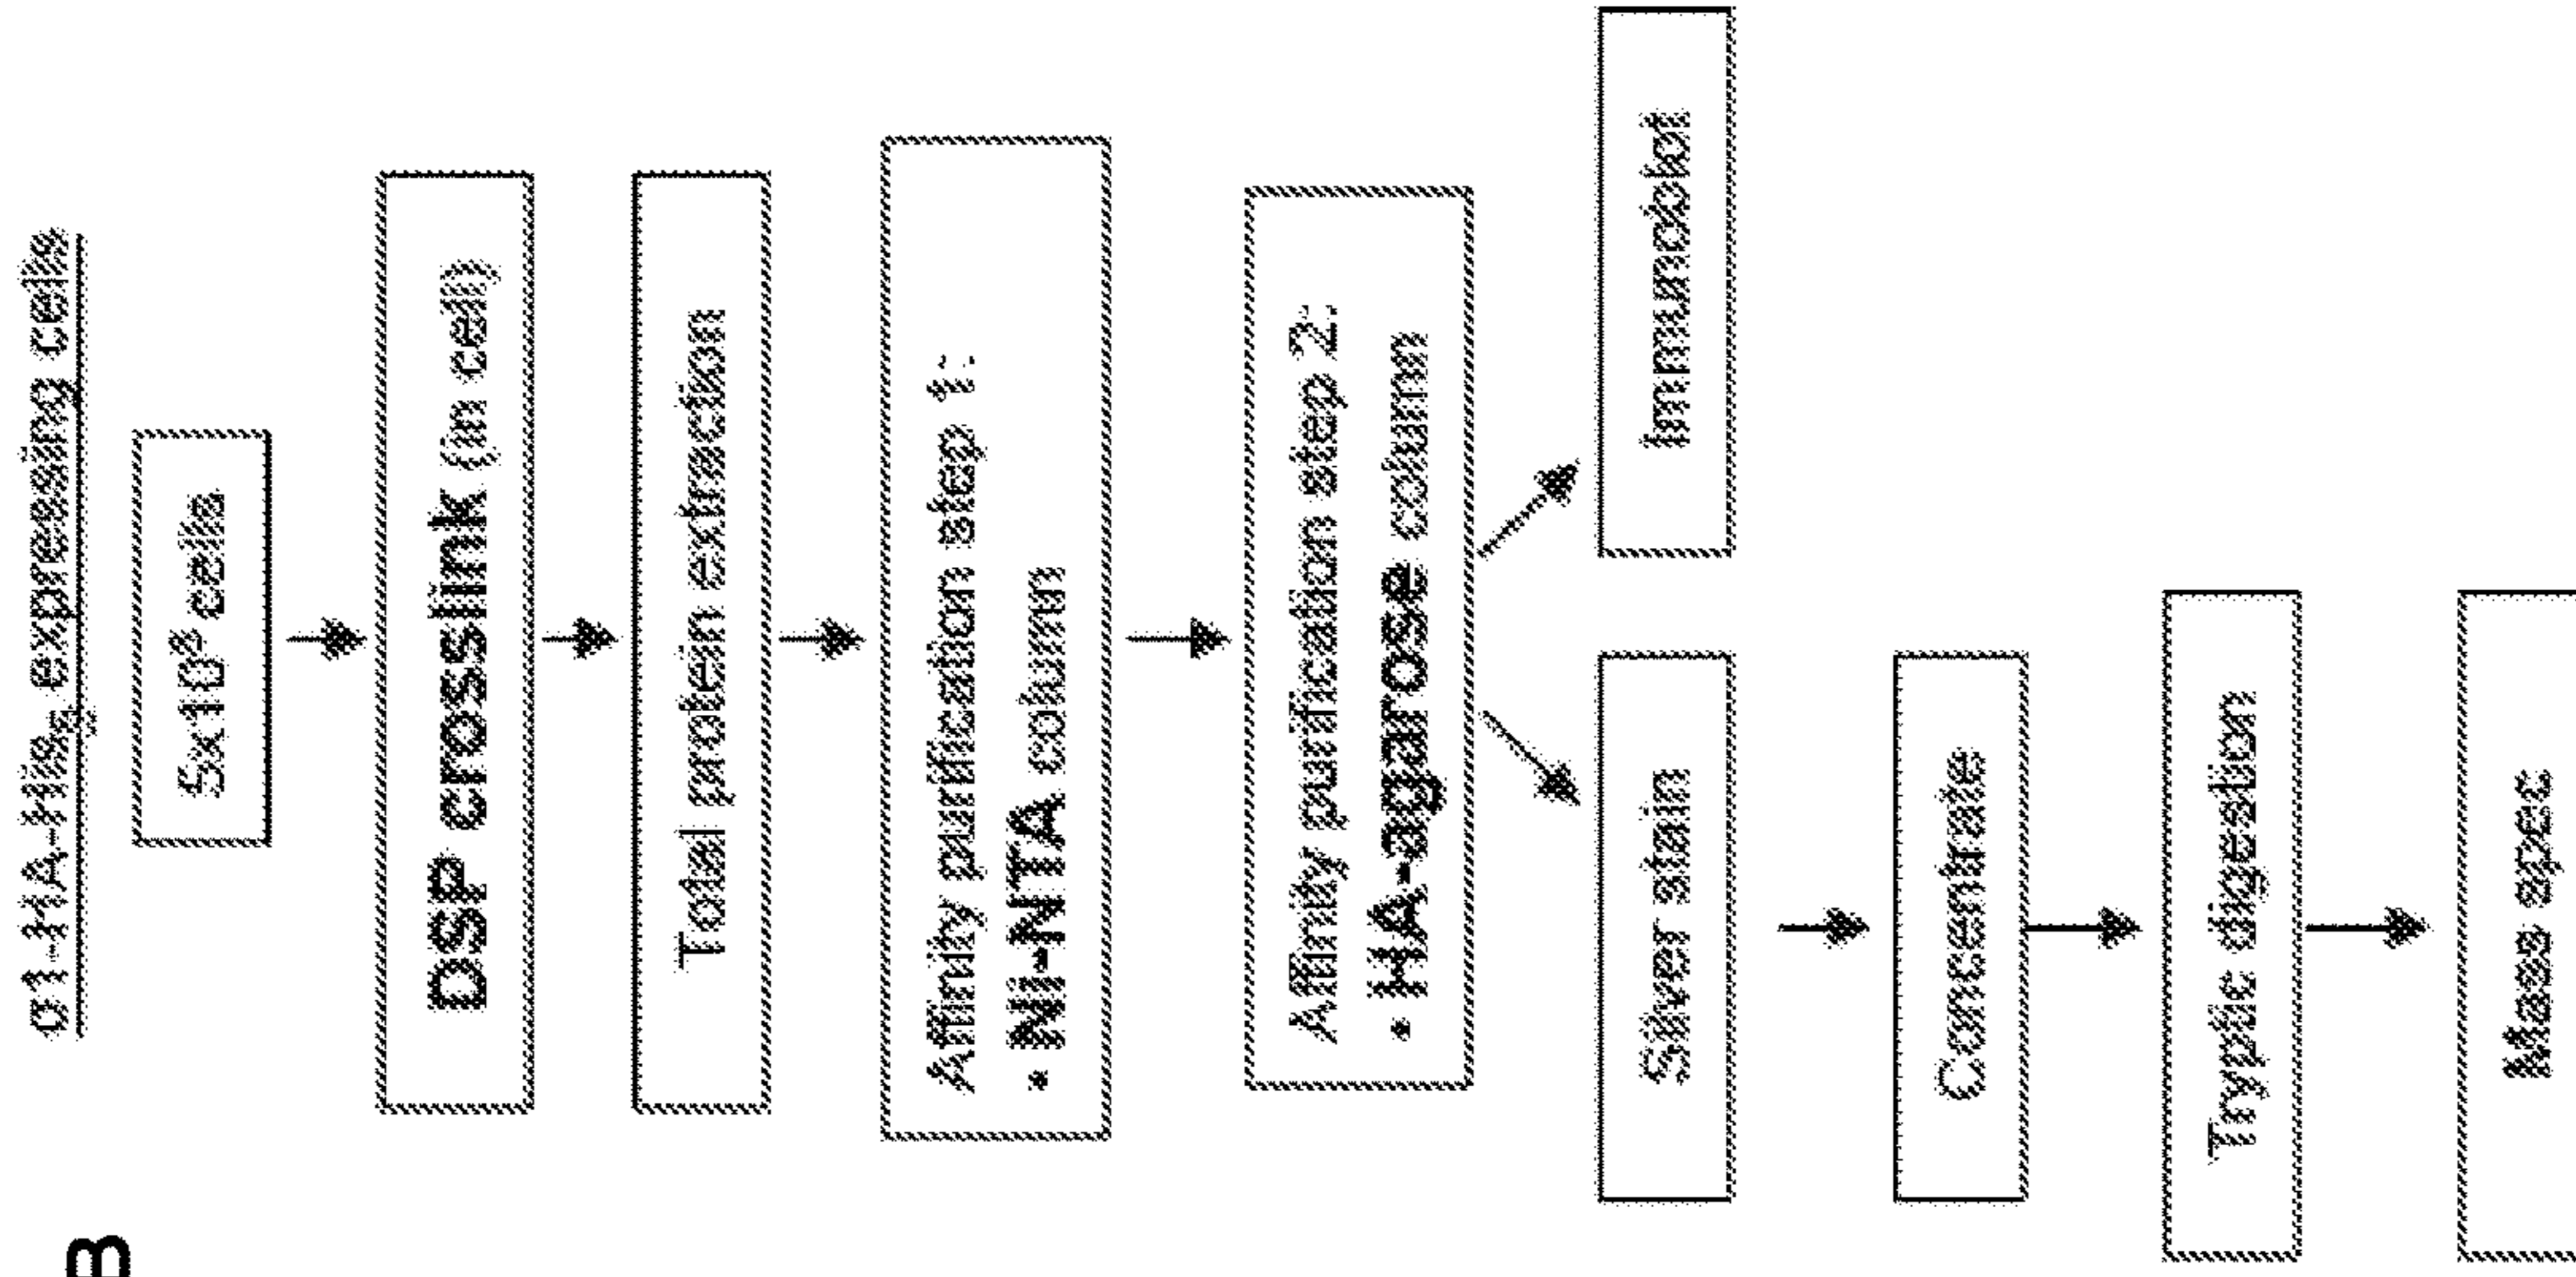 B
σ1-HA-His₆ expressing cells
5x10⁸ cells
DSP crosslink (in cell)
Total protein extraction
Affinity purification step 1:
• Ni-NTA column
Affinity purification step 2:
• HA-agarose column
Silver stain
Immunoblot
Concentrate
Tryptic digestion
Mass spec